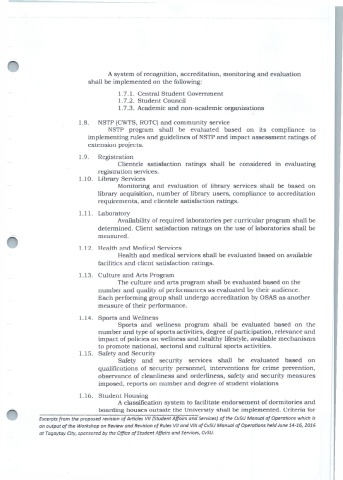 A system of recognition, accreditation, monitoring and evaluation
shall be implemented on the following:
1.7.1. Central Student Government
1.7.2. Student Council
1.7.3. Academic and non-academic organizations
1.8. NSTP (CWTS, ROTC) and community service
NSTP program shall be evaluated based on its compliance to
implementing rules and guidelines of NSTP and impact assessment ratings of
extension projects.
1.9. Registration
Clientele satisfaction ratings shall be considered in evaluating
registration services.
1.10. Library Services
Monitoring and evaluation of library services shall be based on
library acquisition, number of library users, compliance to accreditation
requirements, and clientele satisfaction ratings.
1.11. Laboratory
Availability of required laboratories per curricular program shall be
determined. Client satisfaction ratings on the use of laboratories shall be
measured.
1.12. Health and Medical Services
Health and medical services shall be evaluated based on available
facilities and client satisfaction ratings.
1.13. Culture and Arts Program
The culture and arts program shall be evaluated based on the
number and quality of performances as evaluated by their audience.
Each performing group shall undergo accreditation by OSAS as another
measure of their performance.
1.14. Sports and Wellness
Sports and wellness program shall be evaluated based on the
number and type of sports activities, degree of participation, relevance and
impact of policies on wellness and healthy lifestyle, available mechanisms
to promote national, sectoral and cultural sports activities.
1.15. Safety and Security
Safety and security services shall be evaluated based on
qualifications of security personnel, interventions for crime prevention,
observance of cleanliness and orderliness, safety and security measures
imposed, reports on number and degree of student violations
1.16. Student Housing
A classification system to facilitate endorsement of dormitories and
boarding houses outside the University shall be implemented. Criteria for
Excerpts from the proposed revision of Articles VII (Student Affairs and Services) of the CvSU Manual of Operations which is
an output of the Workshop on Review and Revision of Rules VII and VIII of CvSU Manual of Operations held June 14-16, 2016
at Tagaytay City, sponsored by the Office of Student Affairs and Services, CvSU.